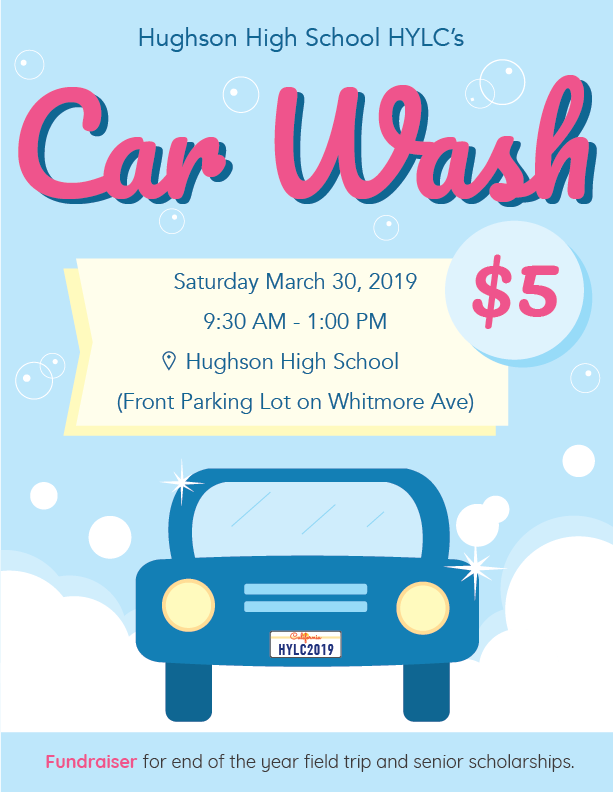 Hughson High School HYLC's
Car Wash
$5
Saturday March 30, 2019
9:30 AM - 1:00 PM
Hughson High School
(Front Parking Lot on Whitmore Ave)
California
HYLC2019
Fundraiser for end of the year field trip and senior scholarships.